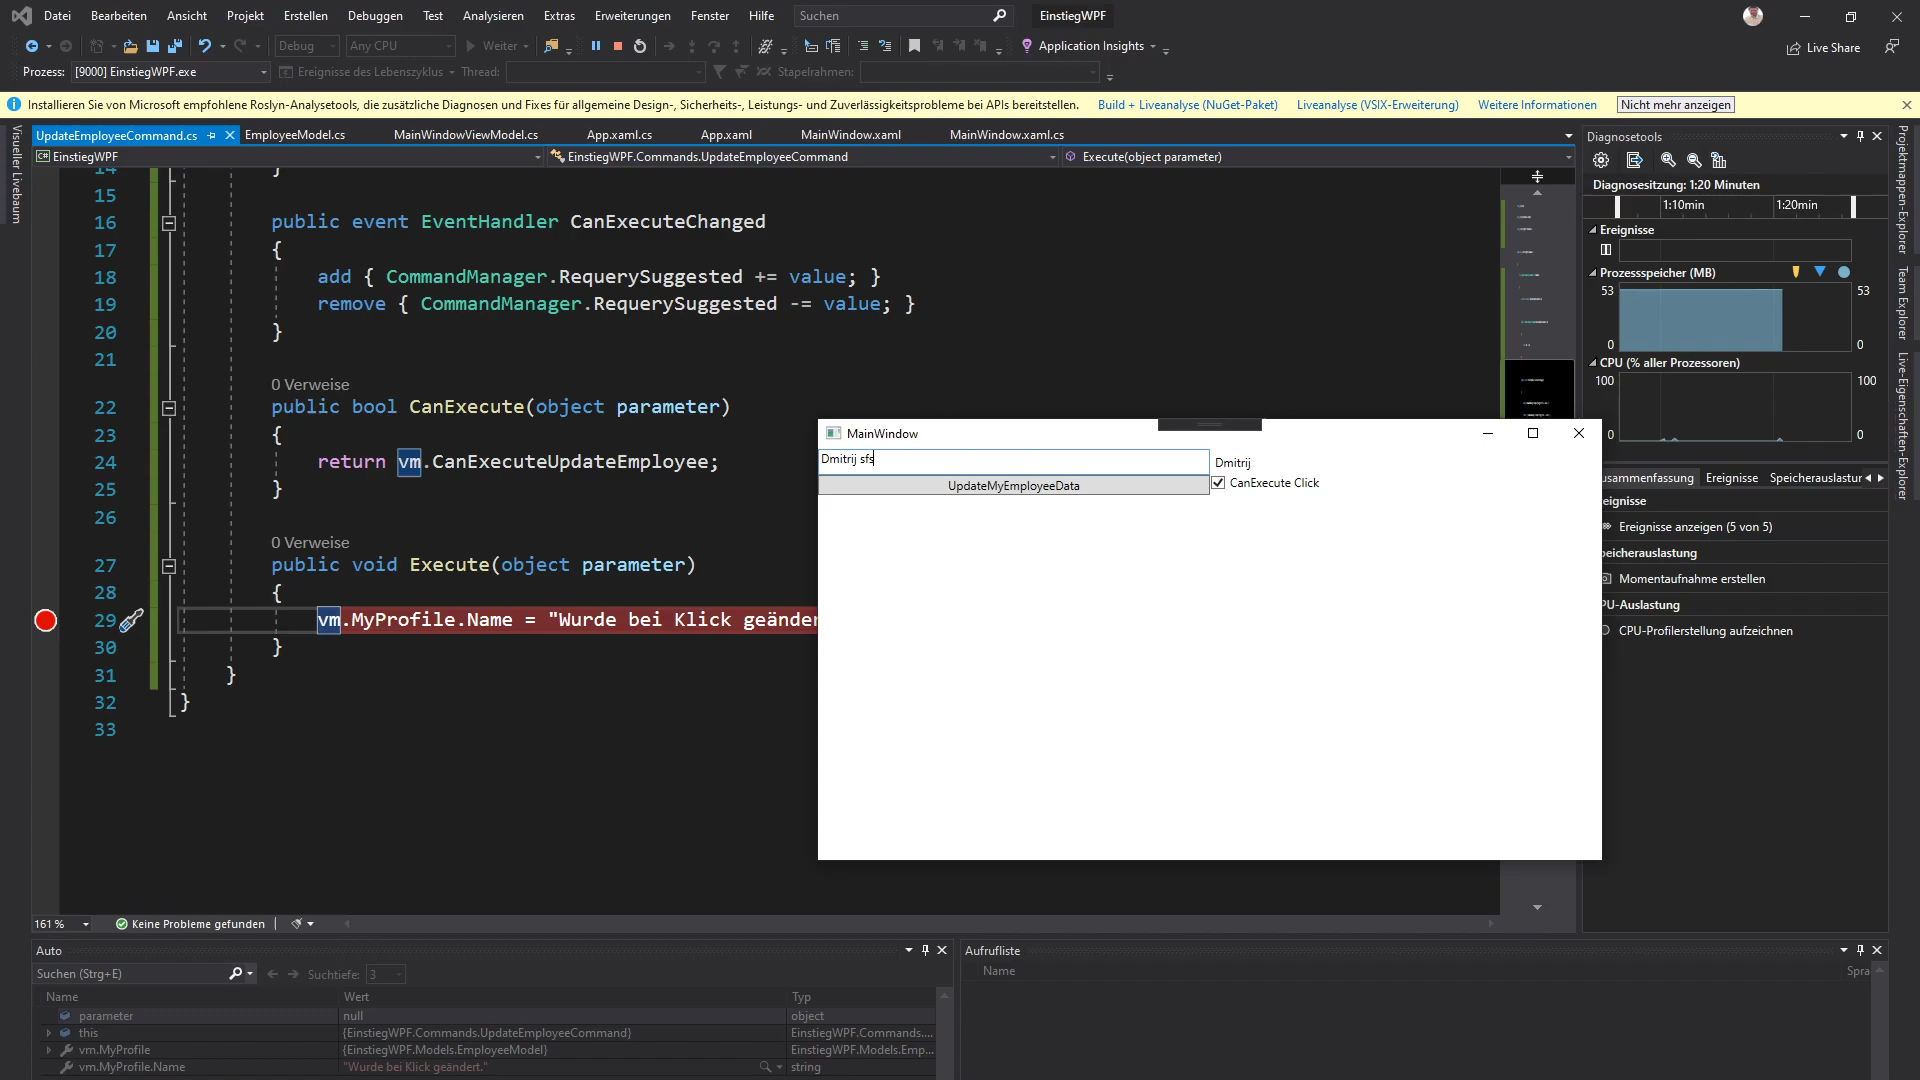 Datei Bearbeiten Ansicht Projekt Erstellen Debuggen Test Analysieren Extras Erweiterungen Fenster Hilfe Suchen EinstiegWPF
Debug Any CPU Weiter Application Insights Live Share
Prozess: [9000] EinstiegWPF.exe Ereignisse des Lebenszyklus Thread: Stapelrahmen:
Installieren Sie von Microsoft empfohlene Roslyn-Analysetools, die zusätzliche Diagnosen und Fixes für allgemeine Design-, Sicherheits-, Leistungs- und Zuverlässigkeitsprobleme bei APIs bereitstellen. Build + Liveanalyse (NuGet-Paket) Liveanalyse (VSIX-Erweiterung) Weitere Informationen Nicht mehr anzeigen
Visueller Livebaum
UpdateEmployeeCommand.cs EmployeeModel.cs MainWindowViewModel.cs App.xaml.cs App.xaml MainWindow.xaml MainWindow.xaml.cs
EinstiegWPF EinstiegWPF.Commands.UpdateEmployeeCommand Execute(object parameter)
14 }
15
16 public event EventHandler CanExecuteChanged
17 {
18 add { CommandManager.RequerySuggested += value; }
19 remove { CommandManager.RequerySuggested -= value; }
20 }
21
0 Verweise
22 public bool CanExecute(object parameter)
23 {
24 return vm.CanExecuteUpdateEmployee;
25 }
26
0 Verweise
27 public void Execute(object parameter)
28 {
29 vm.MyProfile.Name = "Wurde bei Klick geänder
30 }
31 }
32 }
33
MainWindow
Dmitrij sfs
Dmitrij
UpdateMyEmployeeData
CanExecute Click
Diagnosetools
Diagnosesitzung: 1:20 Minuten
1:10min 1:20min
Ereignisse
Prozessspeicher (MB)
53 53
0 0
CPU (% aller Prozessoren)
100 100
0 0
usammenfassung Ereignisse Speicherauslastur
eignisse
Ereignisse anzeigen (5 von 5)
peicherauslastung
Momentaufnahme erstellen
PU-Auslastung
CPU-Profilerstellung aufzeichnen
Projektmappen-Explorer
Team Explorer
Live-Eigenschaften-Explorer
161 % Keine Probleme gefunden
Auto
Suchen (Strg+E) Suchtiefe: 3
Name Wert Typ
parameter null object
this {EinstiegWPF.Commands.UpdateEmployeeCommand} EinstiegWPF.Commands....
vm.MyProfile {EinstiegWPF.Models.EmployeeModel} EinstiegWPF.Models.Emp...
vm.MyProfile.Name "Wurde bei Klick geändert." string
Aufrufliste
Name Spra